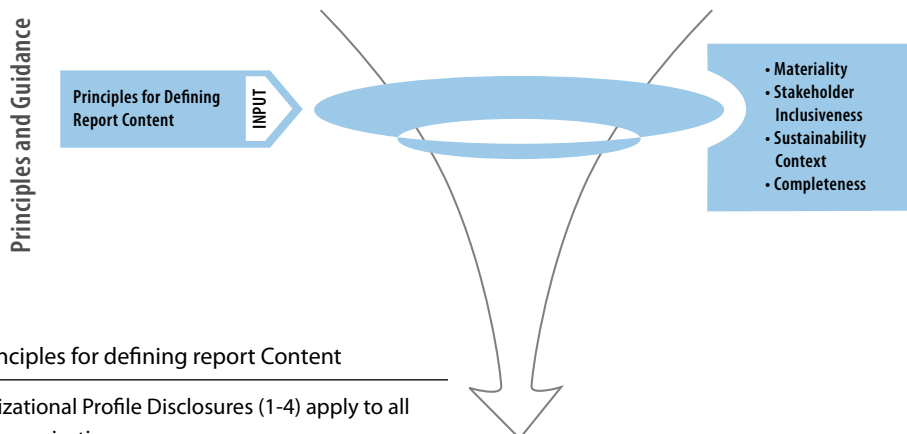 Principles and Guidance
Principles for Defining
Report Content
INPUT
• Materiality
• Stakeholder
Inclusiveness
• Sustainability
Context
• Completeness
nciples for defining report Content
izational Profile Disclosures (1-4) apply to all